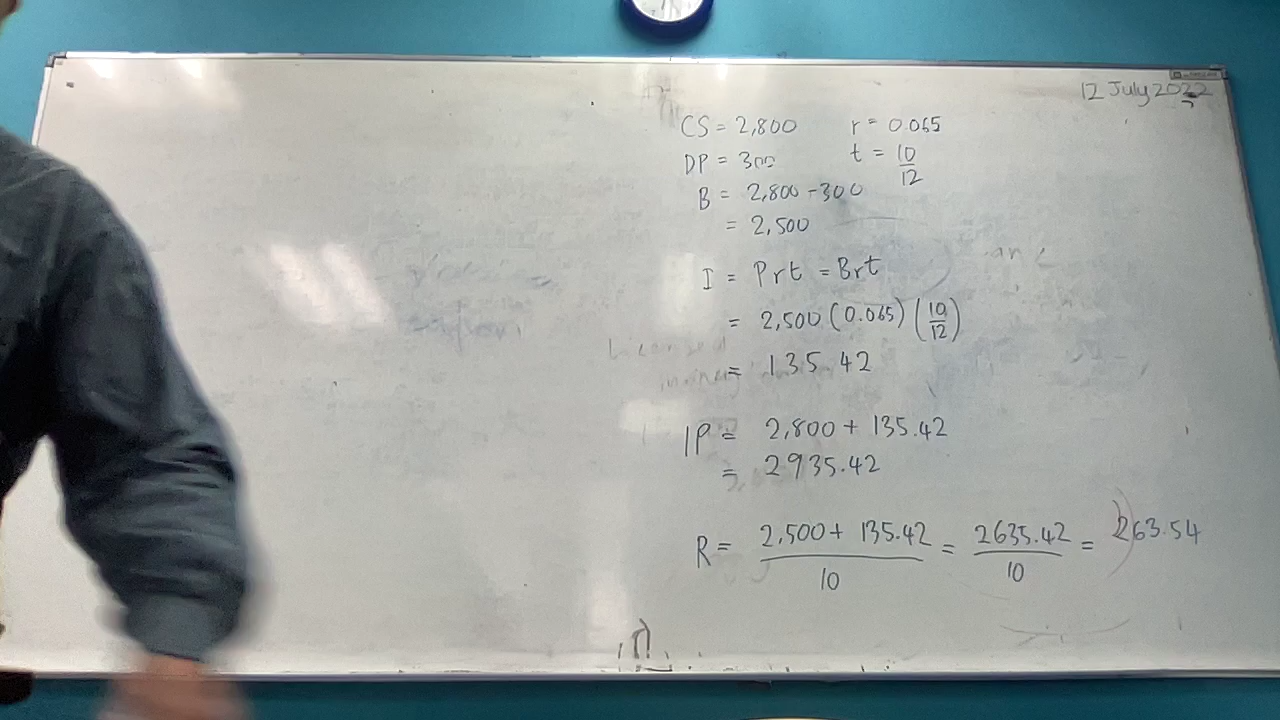 12 July 2022
CS = 2,800 r = 0.065
DP = 300 t = 10/12
B = 2,800 - 300
= 2,500
I = Prt = Brt
= 2,500 (0.065) (10/12)
= 135.42
IP = 2,800 + 135.42
= 2935.42
R = 2,500 + 135.42/10 = 2635.42/10 = 263.54